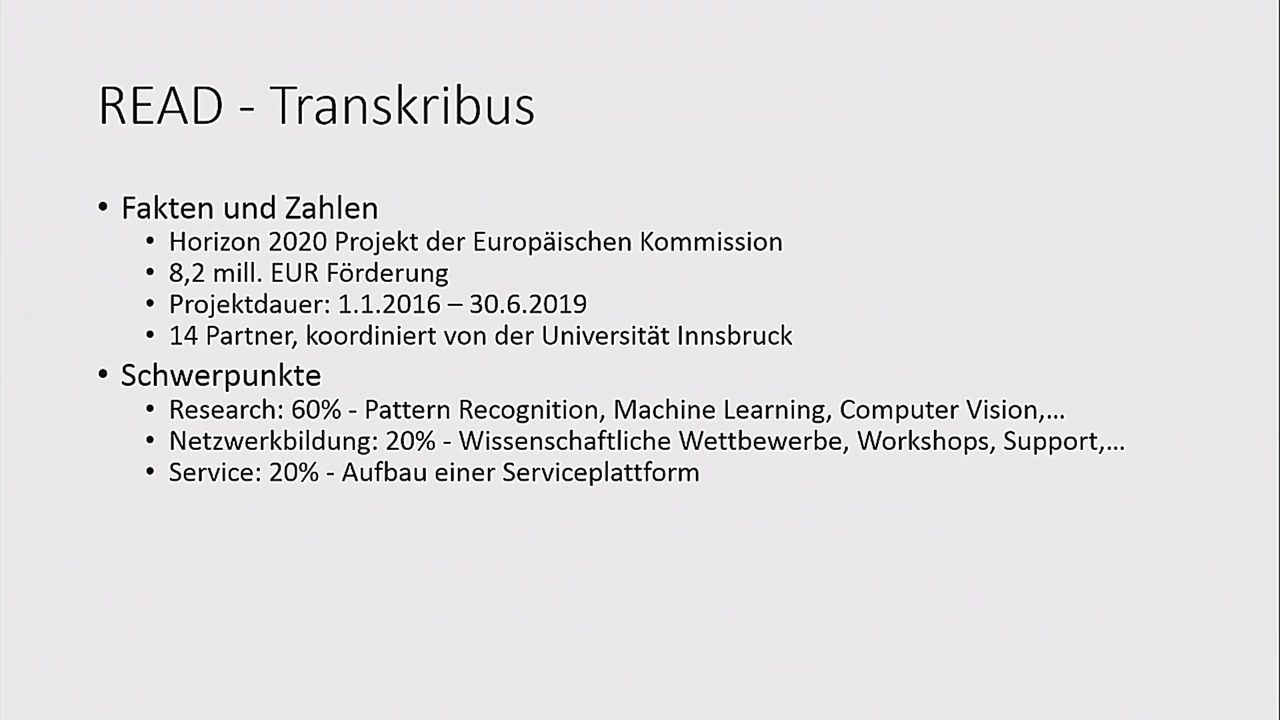 READ - Transkribus
• Fakten und Zahlen
• Horizon 2020 Projekt der Europäischen Kommission
• 8,2 mill. EUR Förderung
• Projektdauer: 1.1.2016 – 30.6.2019
• 14 Partner, koordiniert von der Universität Innsbruck
• Schwerpunkte
• Research: 60% - Pattern Recognition, Machine Learning, Computer Vision,...
• Netzwerkbildung: 20% - Wissenschaftliche Wettbewerbe, Workshops, Support,...
• Service: 20% - Aufbau einer Serviceplattform